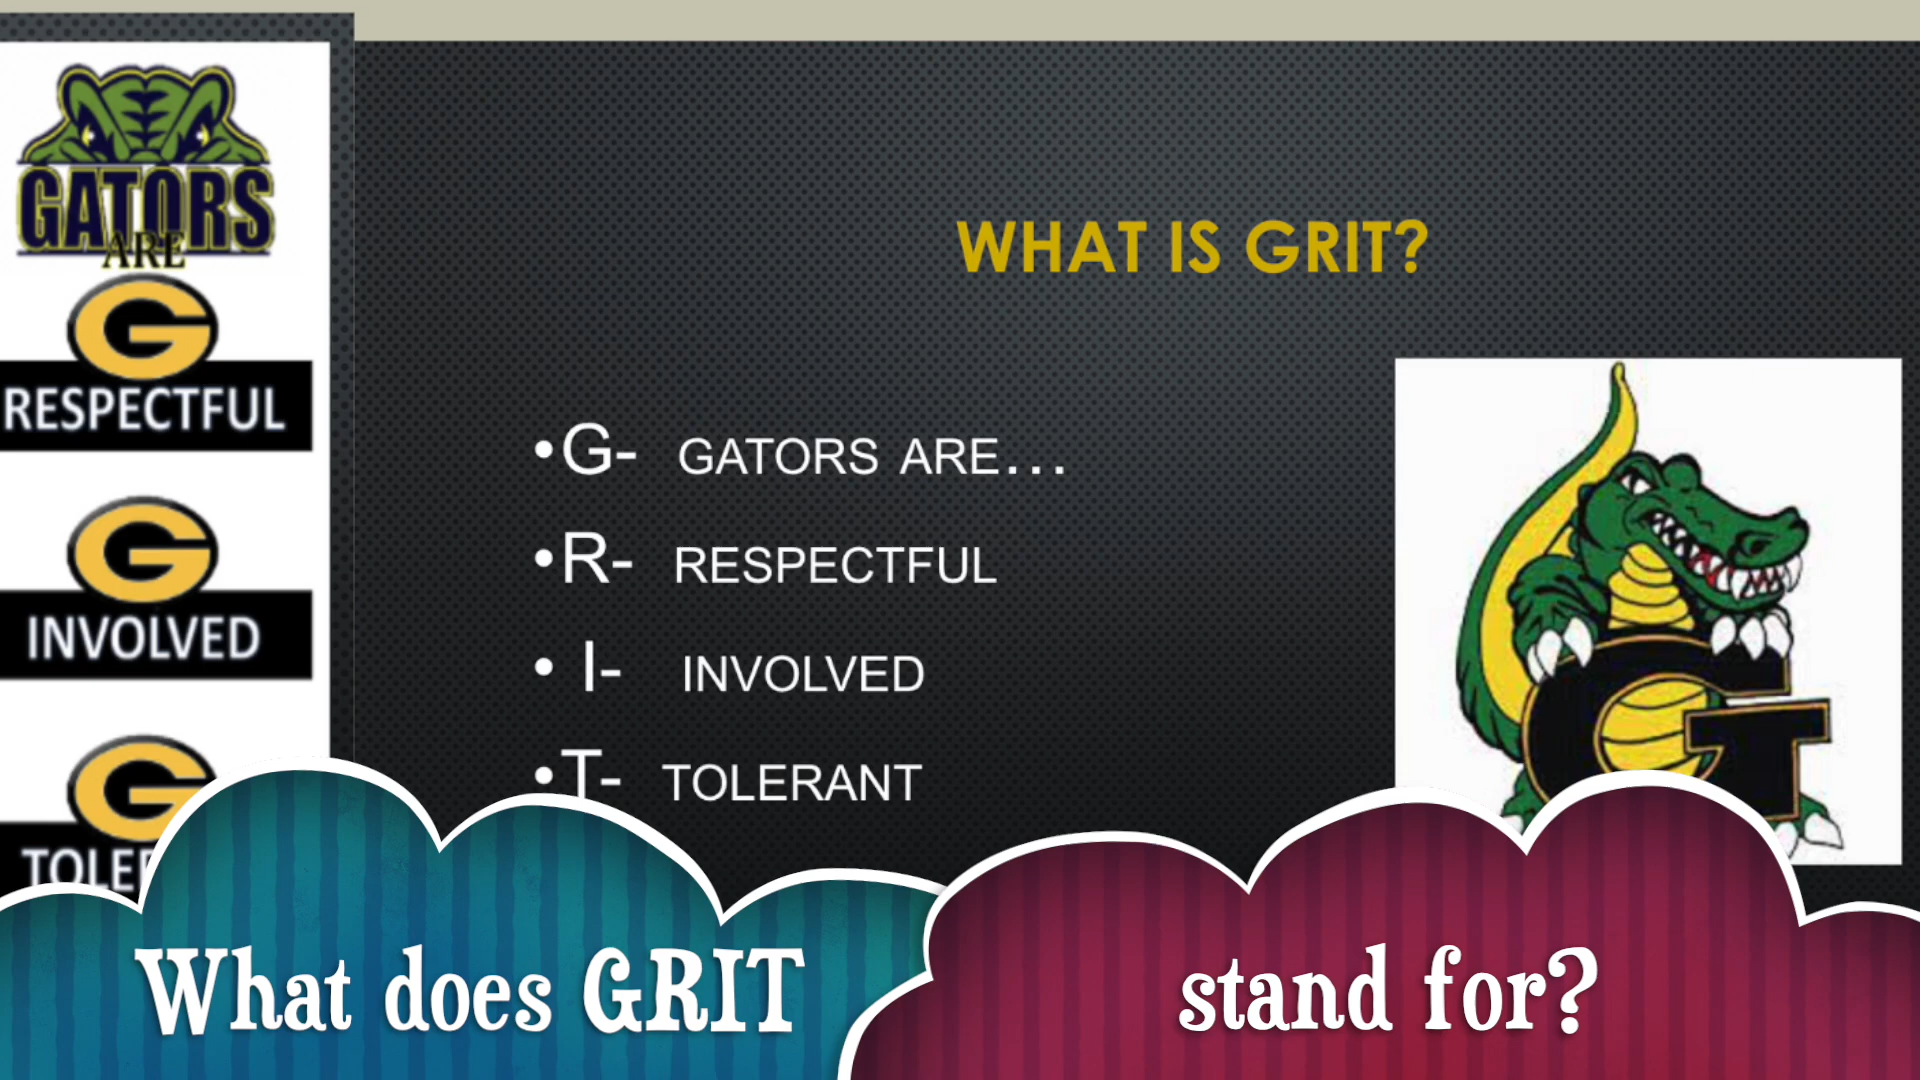 GATORS
ARE
G
RESPECTFUL
G
INVOLVED
G
WHAT IS GRIT?
•G- GATORS ARE...
•R- RESPECTFUL
• I- INVOLVED
•T- TOLERANT
G
What does GRIT
stand for?